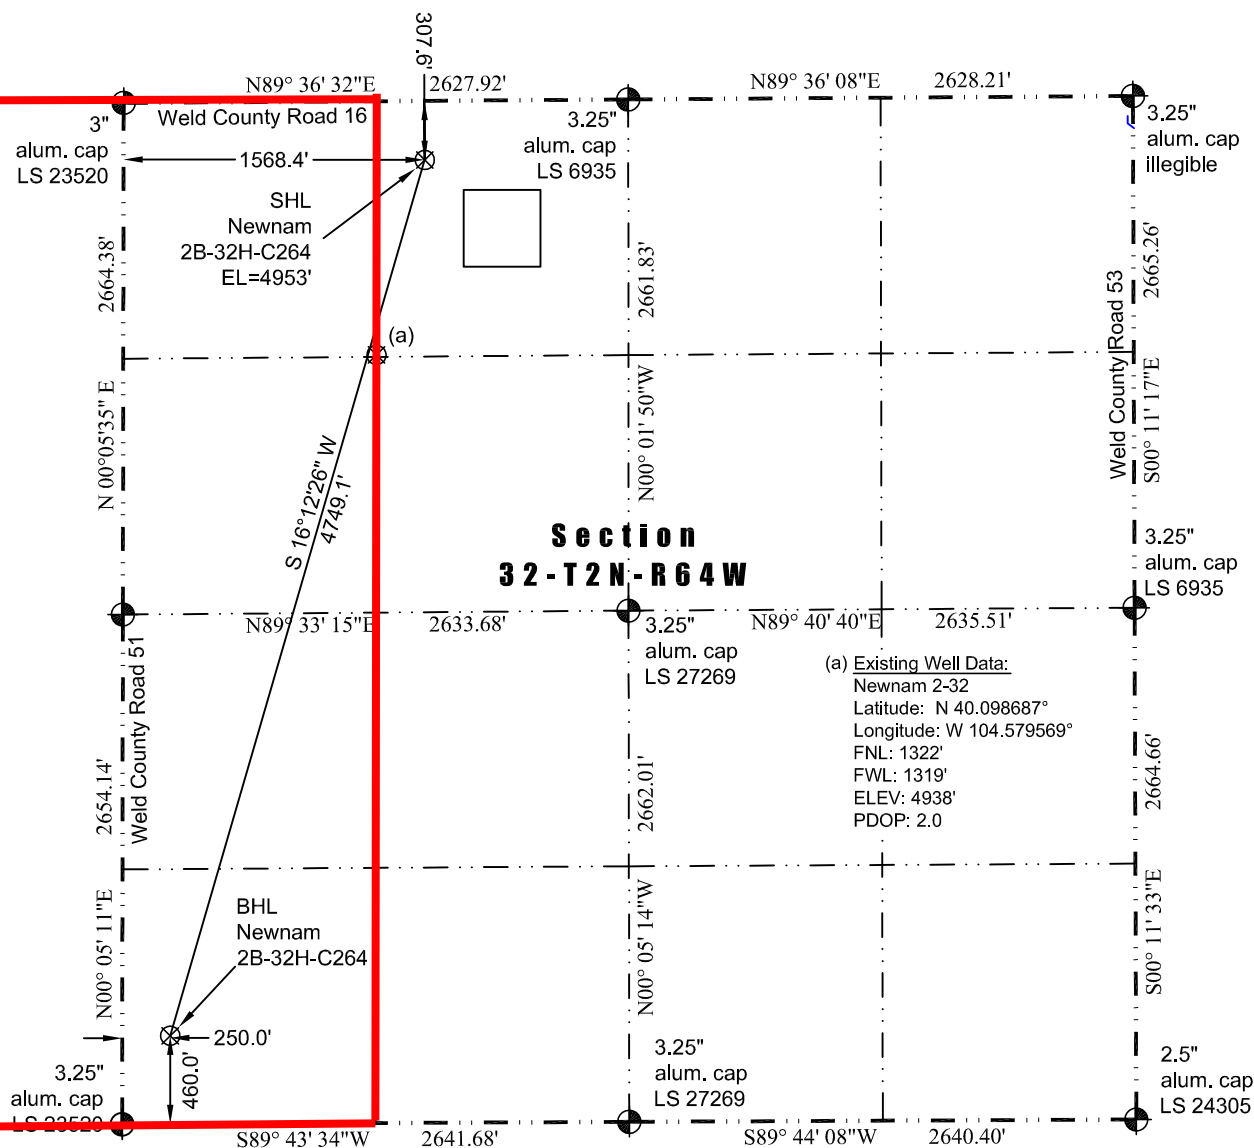 307.6'
N89° 36' 32"E
2627.92'
N89° 36' 08"E
2628.21'
Weld County Road 16
3"
alum. cap
LS 23520
3.25"
alum. cap
LS 6935
3.25"
alum. cap
illegible
1568.4'
SHL
Newnam
2B-32H-C264
EL=4953'
2664.38'
2661.83'
2665.26'
Weld County Road 53
(a)
N 00°05'35" E
N00° 01' 50"W
S00° 11' 17"E
S 16°12'26" W
4749.1'
Section
32-T2N-R64W
3.25"
alum. cap
LS 6935
N89° 33' 15"E
2633.68'
N89° 40' 40"E
2635.51'
3.25"
alum. cap
LS 27269
Weld County Road 51
(a) Existing Well Data:
Newnam 2-32
Latitude: N 40.098687°
Longitude: W 104.579569°
FNL: 1322'
FWL: 1319'
ELEV: 4938'
PDOP: 2.0
2654.14'
2662.01'
2664.66'
N00° 05' 11"E
N00° 05' 14"W
S00° 11' 33"E
BHL
Newnam
2B-32H-C264
250.0'
460.0'
3.25"
alum. cap
LS 23520
3.25"
alum. cap
LS 27269
2.5"
alum. cap
LS 24305
S89° 43' 34"W
2641.68'
S89° 44' 08"W
2640.40'